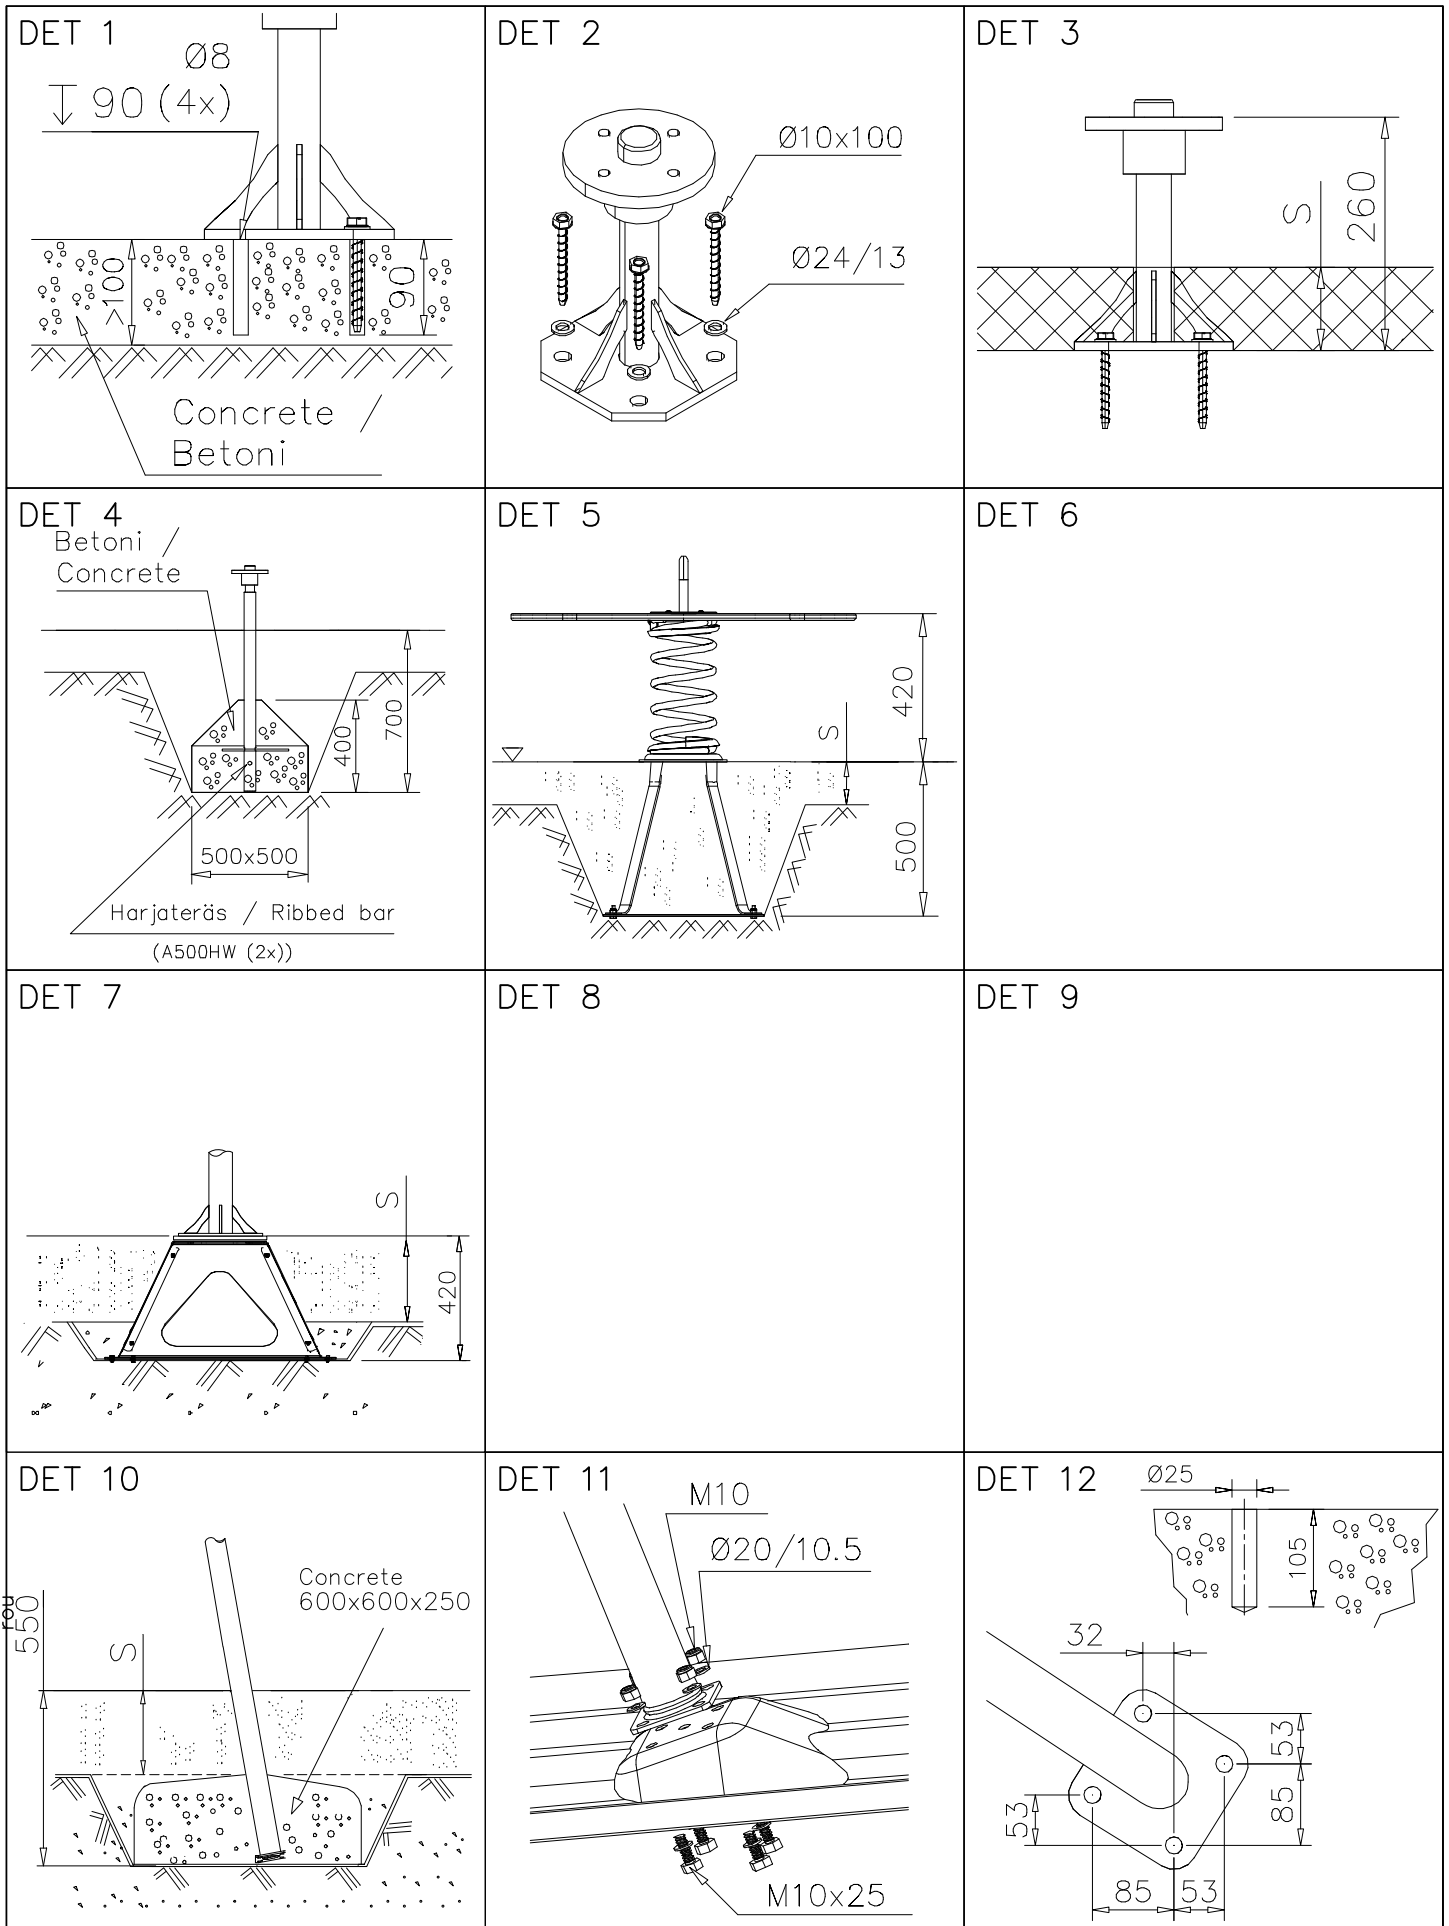 DET 1
Ø8
90 (4x)
>100
90
Concrete /
Betoni
DET 2
Ø10x100
Ø24/13
DET 3
S
260
DET 4
Betoni /
Concrete
400
700
500x500
Harjateräs / Ribbed bar
(A500HW (2x))
DET 5
420
S
500
DET 6
DET 7
S
420
DET 8
DET 9
DET 10
Concrete
600x600x250
rou
550
S
DET 11
M10
Ø20/10.5
M10x25
DET 12
Ø25
105
32
53
85
53
85
53